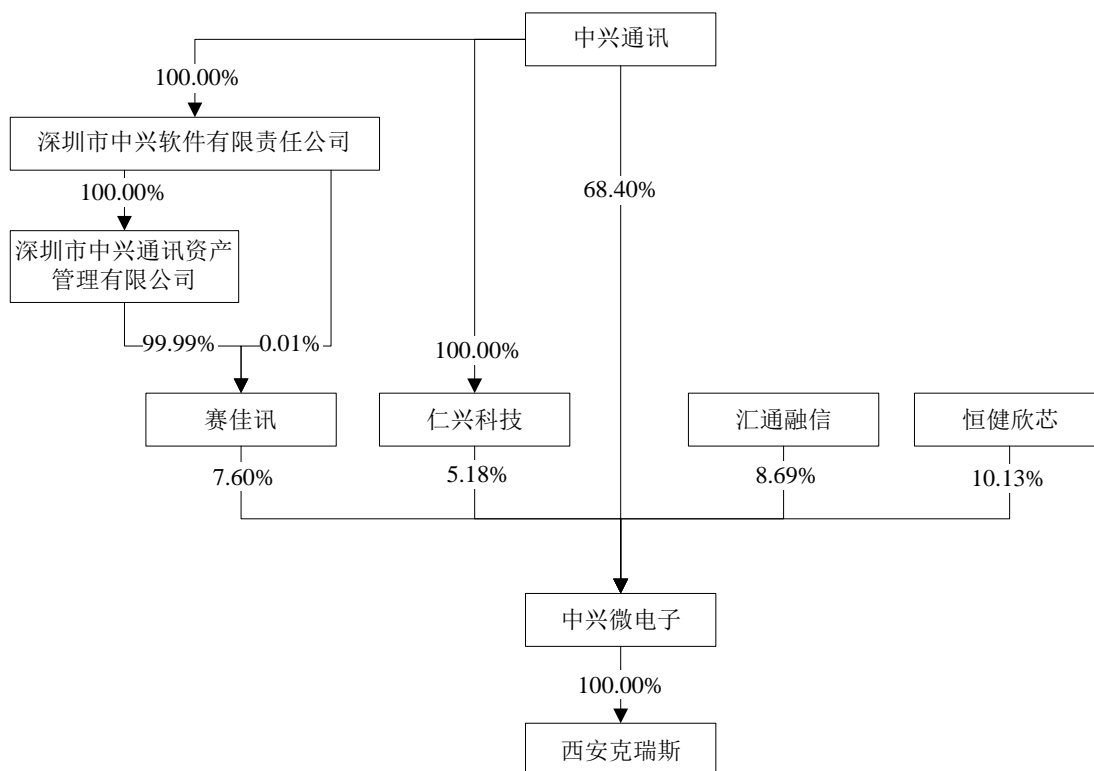 中兴通讯
100.00%
深圳市中兴软件有限责任公司
100.00%
68.40%
深圳市中兴通讯资产
管理有限公司
99.99%
0.01%
100.00%
赛佳讯
仁兴科技
汇通融信
恒健欣芯
7.60%
5.18%
8.69%
10.13%
中兴微电子
100.00%
西安克瑞斯